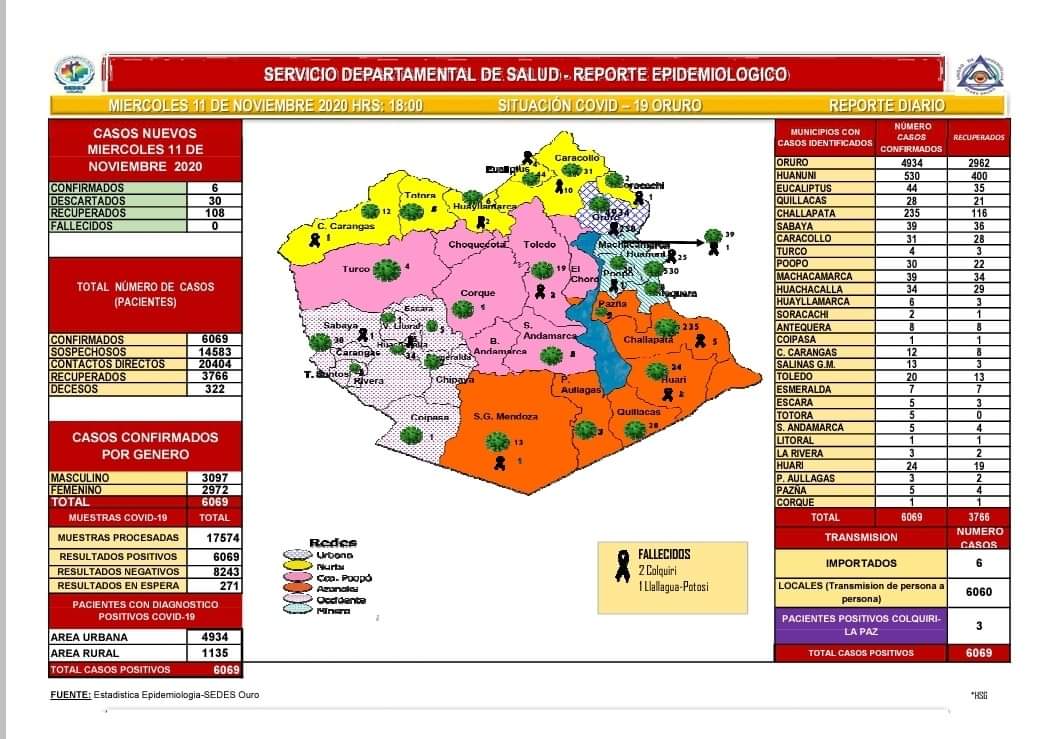 SERVICIO DEPARTAMENTAL DE SALUD - REPORTE EPIDEMIOLOGICO
MIERCOLES 11 DE NOVIEMBRE 2020 HRS: 18:00 SITUACIÓN COVID – 19 ORURO REPORTE DIARIO
CASOS NUEVOS
MIERCOLES 11 DE
NOVIEMBRE 2020
CONFIRMADOS 6
DESCARTADOS 30
RECUPERADOS 108
FALLECIDOS 0
TOTAL NÚMERO DE CASOS
(PACIENTES)
CONFIRMADOS 6069
SOSPECHOS 14583
CONTACTOS DIRECTOS 20404
RECUPERADOS 3766
DECESOS 322
CASOS CONFIRMADOS
POR GENERO
MASCULINO 3097
FEMENINO 2972
TOTAL 6069
MUESTRAS COVID-19 TOTAL
MUESTRAS PROCESADAS 17574
RESULTADOS POSITIVOS 6069
RESULTADOS NEGATIVOS 8243
RESULTADOS EN ESPERA 271
PACIENTES CON DIAGNOSTICO
POSITIVOS COVID-19
AREA URBANA 4934
AREA RURAL 1135
TOTAL CASOS POSITIVOS 6069
Caracollo
31
Eucaliptus
44
10
Soracachi
1
Totora
12
Huayllamarca
2
C. Carangas
1
4934
Choquecota
Toledo
Machacamarca
39
1
Huanuni
25
530
Turco
4
19
El
Choro
Poopo
1
2
Corque
1
Pazña
Escara
Sabaya
1
V. Litoral
5
38
Carangas
S.
Andamarca
235
Challapata
5
B.
Andamarca
24
Huari
2
Rivera
Chipaya
P.
Aullagas
Coipasa
1
S.G. Mendoza
13
1
3
Quillacas
28
Redes
Urbana
Norte
Azanake
Occidente
Minera
FALLECIDOS
2 Colquiri
1 Llallagua-Potosi
MUNICIPIOS CON
CASOS IDENTIFICADOS
NÚMERO
CASOS
CONFIRMADOS
RECUPERADOS
ORURO 4934 2962
HUANUNI 530 400
EUCALIPTUS 44 35
QUILLACAS 28 21
CHALLAPATA 235 116
SABAYA 39 36
CARACOLLO 31 28
TURCO 4 3
POOPO 30 22
MACHACAMARCA 39 34
HUACHACALLA 34 29
HUAYLLAMARCA 6 3
SORACACHI 2 1
ANTEQUERA 8 8
COIPASA 1 1
C. CARANGAS 12 8
SALINAS G.M. 13 3
TOLEDO 20 13
ESMERALDA 7 7
ESCARA 5 3
TOTORA 5 0
S. ANDAMARCA 5 4
LITORAL 1 1
LA RIVERA 3 2
HUARI 24 19
P. AULLAGAS 3 2
PAZÑA 5 4
CORQUE 1 1
TOTAL 6069 3766
TRANSMISION NUMERO
CASOS
IMPORTADOS 6
LOCALES (Transmision de persona a
persona) 6060
PACIENTES POSITIVOS COLQUIRI-
LA PAZ 3
TOTAL CASOS POSITIVOS 6069
FUENTE: Estadistica Epidemiologia-SEDES Ouro
*HSG